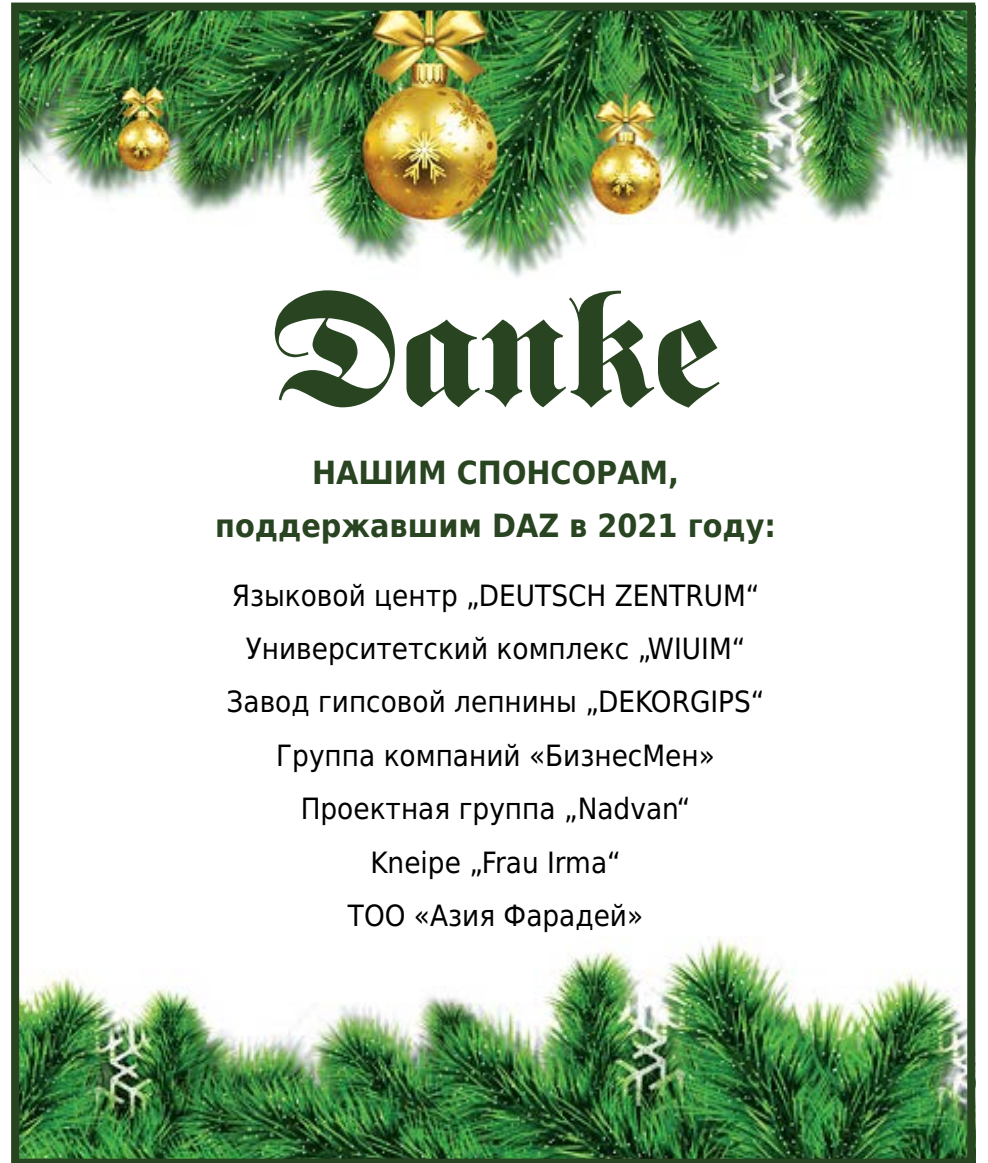 Danke
НАШИМ СПОНСОРАМ,
поддержавшим DAZ в 2021 году:
Языковой центр „DEUTSCH ZENTRUM“
Университетский комплекс „WIUIM“
Завод гипсовой лепнины „DEKORGIPS“
Группа компаний «БизнесМен»
Проектная группа „Nadvan“
Kneipe „Frau Irma“
ТОО «Азия Фарадей»